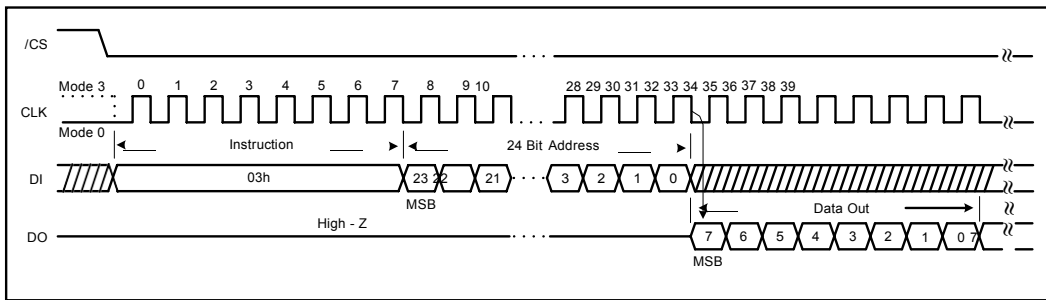 /CS
Mode 3 0 1 2 3 4 5 6 7 8 9 10 28 29 30 31 32 33 34 35 36 37 38 39
CLK
Mode 0
Instruction 24 Bit Address
DI 03h 23 22 21 3 2 1 0
MSB
High - Z Data Out
DO 7 6 5 4 3 2 1 0 7
MSB